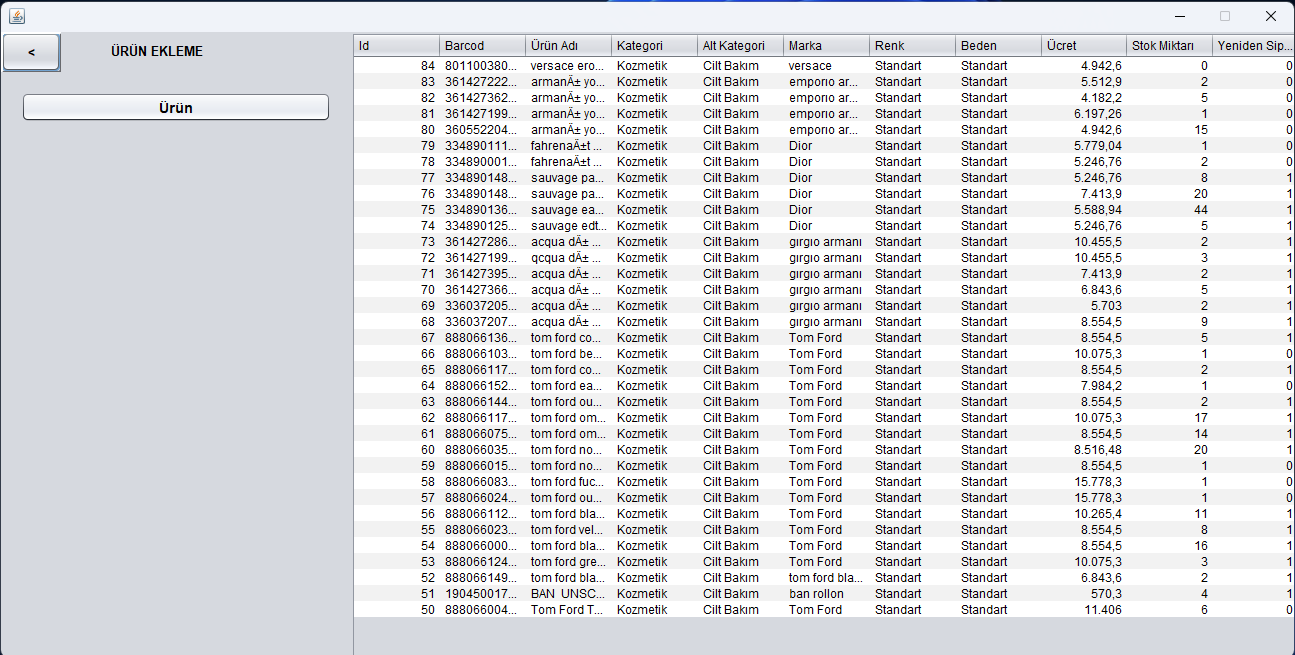 <
ÜRÜN EKLEME
Ürün
Id Barcod Ürün Adı Kategori Alt Kategori Marka Renk Beden Ücret Stok Miktarı Yeniden Sip...
84 801100380... versace ero... Kozmetik Cilt Bakım versace Standart Standart 4.942,6 0 0
83 361427222... armanÄ± yo... Kozmetik Cilt Bakım emporıo ar... Standart Standart 5.512,9 2 0
82 361427362... armanÄ± yo... Kozmetik Cilt Bakım emporıo ar... Standart Standart 4.182,2 5 0
81 361427199... armanÄ± yo... Kozmetik Cilt Bakım emporıo ar... Standart Standart 6.197,26 1 0
80 360552204... armanÄ± yo... Kozmetik Cilt Bakım emporıo ar... Standart Standart 4.942,6 15 0
79 334890111... fahrenaÄ±t ... Kozmetik Cilt Bakım Dior Standart Standart 5.779,04 1 0
78 334890001... fahrenaÄ±t ... Kozmetik Cilt Bakım Dior Standart Standart 5.246,76 2 0
77 334890148... sauvage pa... Kozmetik Cilt Bakım Dior Standart Standart 5.246,76 8 1
76 334890148... sauvage pa... Kozmetik Cilt Bakım Dior Standart Standart 7.413,9 20 1
75 334890136... sauvage ea... Kozmetik Cilt Bakım Dior Standart Standart 5.588,94 44 1
74 334890125... sauvage edt... Kozmetik Cilt Bakım Dior Standart Standart 5.246,76 5 1
73 361427286... acqua dÄ± ... Kozmetik Cilt Bakım gırgıo armanı Standart Standart 10.455,5 2 1
72 361427199... qcqua dÄ± ... Kozmetik Cilt Bakım gırgıo armanı Standart Standart 10.455,5 3 1
71 361427395... acqua dÄ± ... Kozmetik Cilt Bakım gırgıo armanı Standart Standart 7.413,9 2 1
70 361427366... acqua dÄ± ... Kozmetik Cilt Bakım gırgıo armanı Standart Standart 6.843,6 5 1
69 336037205... acqua dÄ± ... Kozmetik Cilt Bakım gırgıo armanı Standart Standart 5.703 2 1
68 336037207... acqua dÄ± ... Kozmetik Cilt Bakım gırgıo armanı Standart Standart 8.554,5 9 1
67 888066136... tom ford co... Kozmetik Cilt Bakım Tom Ford Standart Standart 8.554,5 5 1
66 888066103... tom ford be... Kozmetik Cilt Bakım Tom Ford Standart Standart 10.075,3 1 0
65 888066117... tom ford co... Kozmetik Cilt Bakım Tom Ford Standart Standart 8.554,5 2 1
64 888066152... tom ford ea... Kozmetik Cilt Bakım Tom Ford Standart Standart 7.984,2 1 0
63 888066144... tom ford ou... Kozmetik Cilt Bakım Tom Ford Standart Standart 8.554,5 2 1
62 888066117... tom ford om... Kozmetik Cilt Bakım Tom Ford Standart Standart 10.075,3 17 1
61 888066075... tom ford om... Kozmetik Cilt Bakım Tom Ford Standart Standart 8.554,5 14 1
60 888066035... tom ford no... Kozmetik Cilt Bakım Tom Ford Standart Standart 8.516,48 20 1
59 888066015... tom ford no... Kozmetik Cilt Bakım Tom Ford Standart Standart 8.554,5 1 0
58 888066083... tom ford fuc... Kozmetik Cilt Bakım Tom Ford Standart Standart 15.778,3 1 0
57 888066024... tom ford ou... Kozmetik Cilt Bakım Tom Ford Standart Standart 15.778,3 1 0
56 888066112... tom ford bla... Kozmetik Cilt Bakım Tom Ford Standart Standart 10.265,4 11 1
55 888066023... tom ford vel... Kozmetik Cilt Bakım Tom Ford Standart Standart 8.554,5 8 1
54 888066000... tom ford bla... Kozmetik Cilt Bakım Tom Ford Standart Standart 8.554,5 16 1
53 888066124... tom ford gre... Kozmetik Cilt Bakım Tom Ford Standart Standart 10.075,3 3 1
52 888066149... tom ford bla... Kozmetik Cilt Bakım tom ford bla... Standart Standart 6.843,6 2 1
51 190450017... BAN UNSC... Kozmetik Cilt Bakım ban rollon Standart Standart 570,3 4 1
50 888066004... Tom Ford T... Kozmetik Cilt Bakım Tom Ford Standart Standart 11.406 6 0